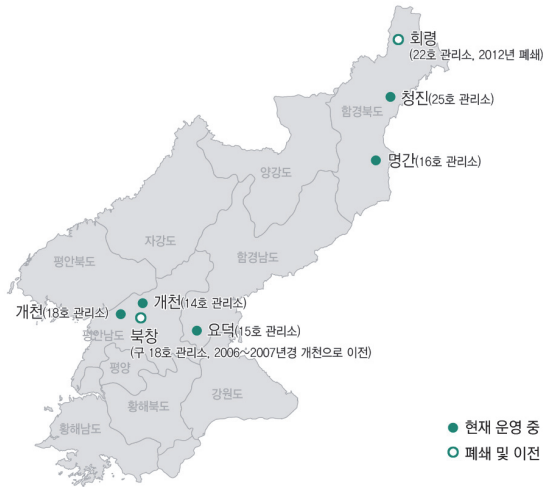 회령
(22호 관리소, 2012년 폐쇄)
청진(25호 관리소)
함경북도
명간(16호 관리소)
양강도
자강도
함경남도
평안북도
개천(14호 관리소)
개천(18호 관리소)
요덕(15호 관리소)
평안남도
북창
(구 18호 관리소, 2006~2007년경 개천으로 이전)
평양
강원도
황해북도
황해남도
현재 운영 중
폐쇄 및 이전